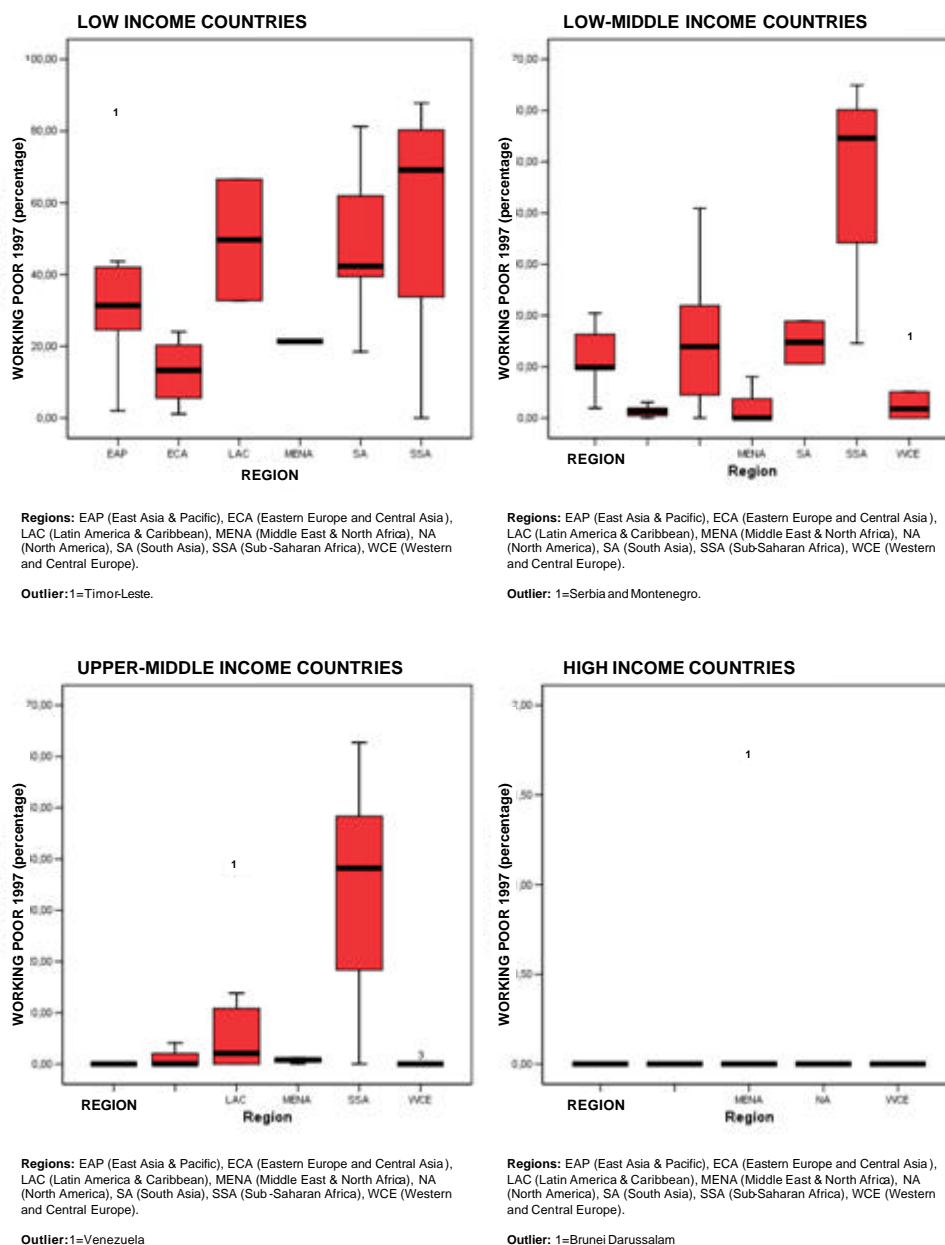 LOW INCOME COUNTRIES
WORKING POOR 1997 (percentage)
100,00
80,00
60,00
40,00
20,00
0,00
1
EAP ECA LAC MENA SA SSA
REGION
Regions: EAP (East Asia & Pacific), ECA (Eastern Europe and Central Asia),
LAC (Latin America & Caribbean), MENA (Middle East & North Africa), NA
(North America), SA (South Asia), SSA (Sub-Saharan Africa), WCE (Western
and Central Europe).
Outlier:1=Timor-Leste.
LOW-MIDDLE INCOME COUNTRIES
WORKING POOR 1997 (percentage)
70,00
0,00
1
REGION MENA SA SSA WCE
Region
Regions: EAP (East Asia & Pacific), ECA (Eastern Europe and Central Asia),
LAC (Latin America & Caribbean), MENA (Middle East & North Africa), NA
(North America), SA (South Asia), SSA (Sub-Saharan Africa), WCE (Western
and Central Europe).
Outlier: 1=Serbia and Montenegro.
UPPER-MIDDLE INCOME COUNTRIES
WORKING POOR 1997 (percentage)
70,00
0,00
1
3
REGION LAC MENA SSA WCE
Region
Regions: EAP (East Asia & Pacific), ECA (Eastern Europe and Central Asia),
LAC (Latin America & Caribbean), MENA (Middle East & North Africa), NA
(North America), SA (South Asia), SSA (Sub-Saharan Africa), WCE (Western
and Central Europe).
Outlier:1=Venezuela
HIGH INCOME COUNTRIES
WORKING POOR 1997 (percentage)
0,00
1
REGION MENA NA WCE
Region
Regions: EAP (East Asia & Pacific), ECA (Eastern Europe and Central Asia),
LAC (Latin America & Caribbean), MENA (Middle East & North Africa), NA
(North America), SA (South Asia), SSA (Sub-Saharan Africa), WCE (Western
and Central Europe).
Outlier: 1=Brunei Darussalam